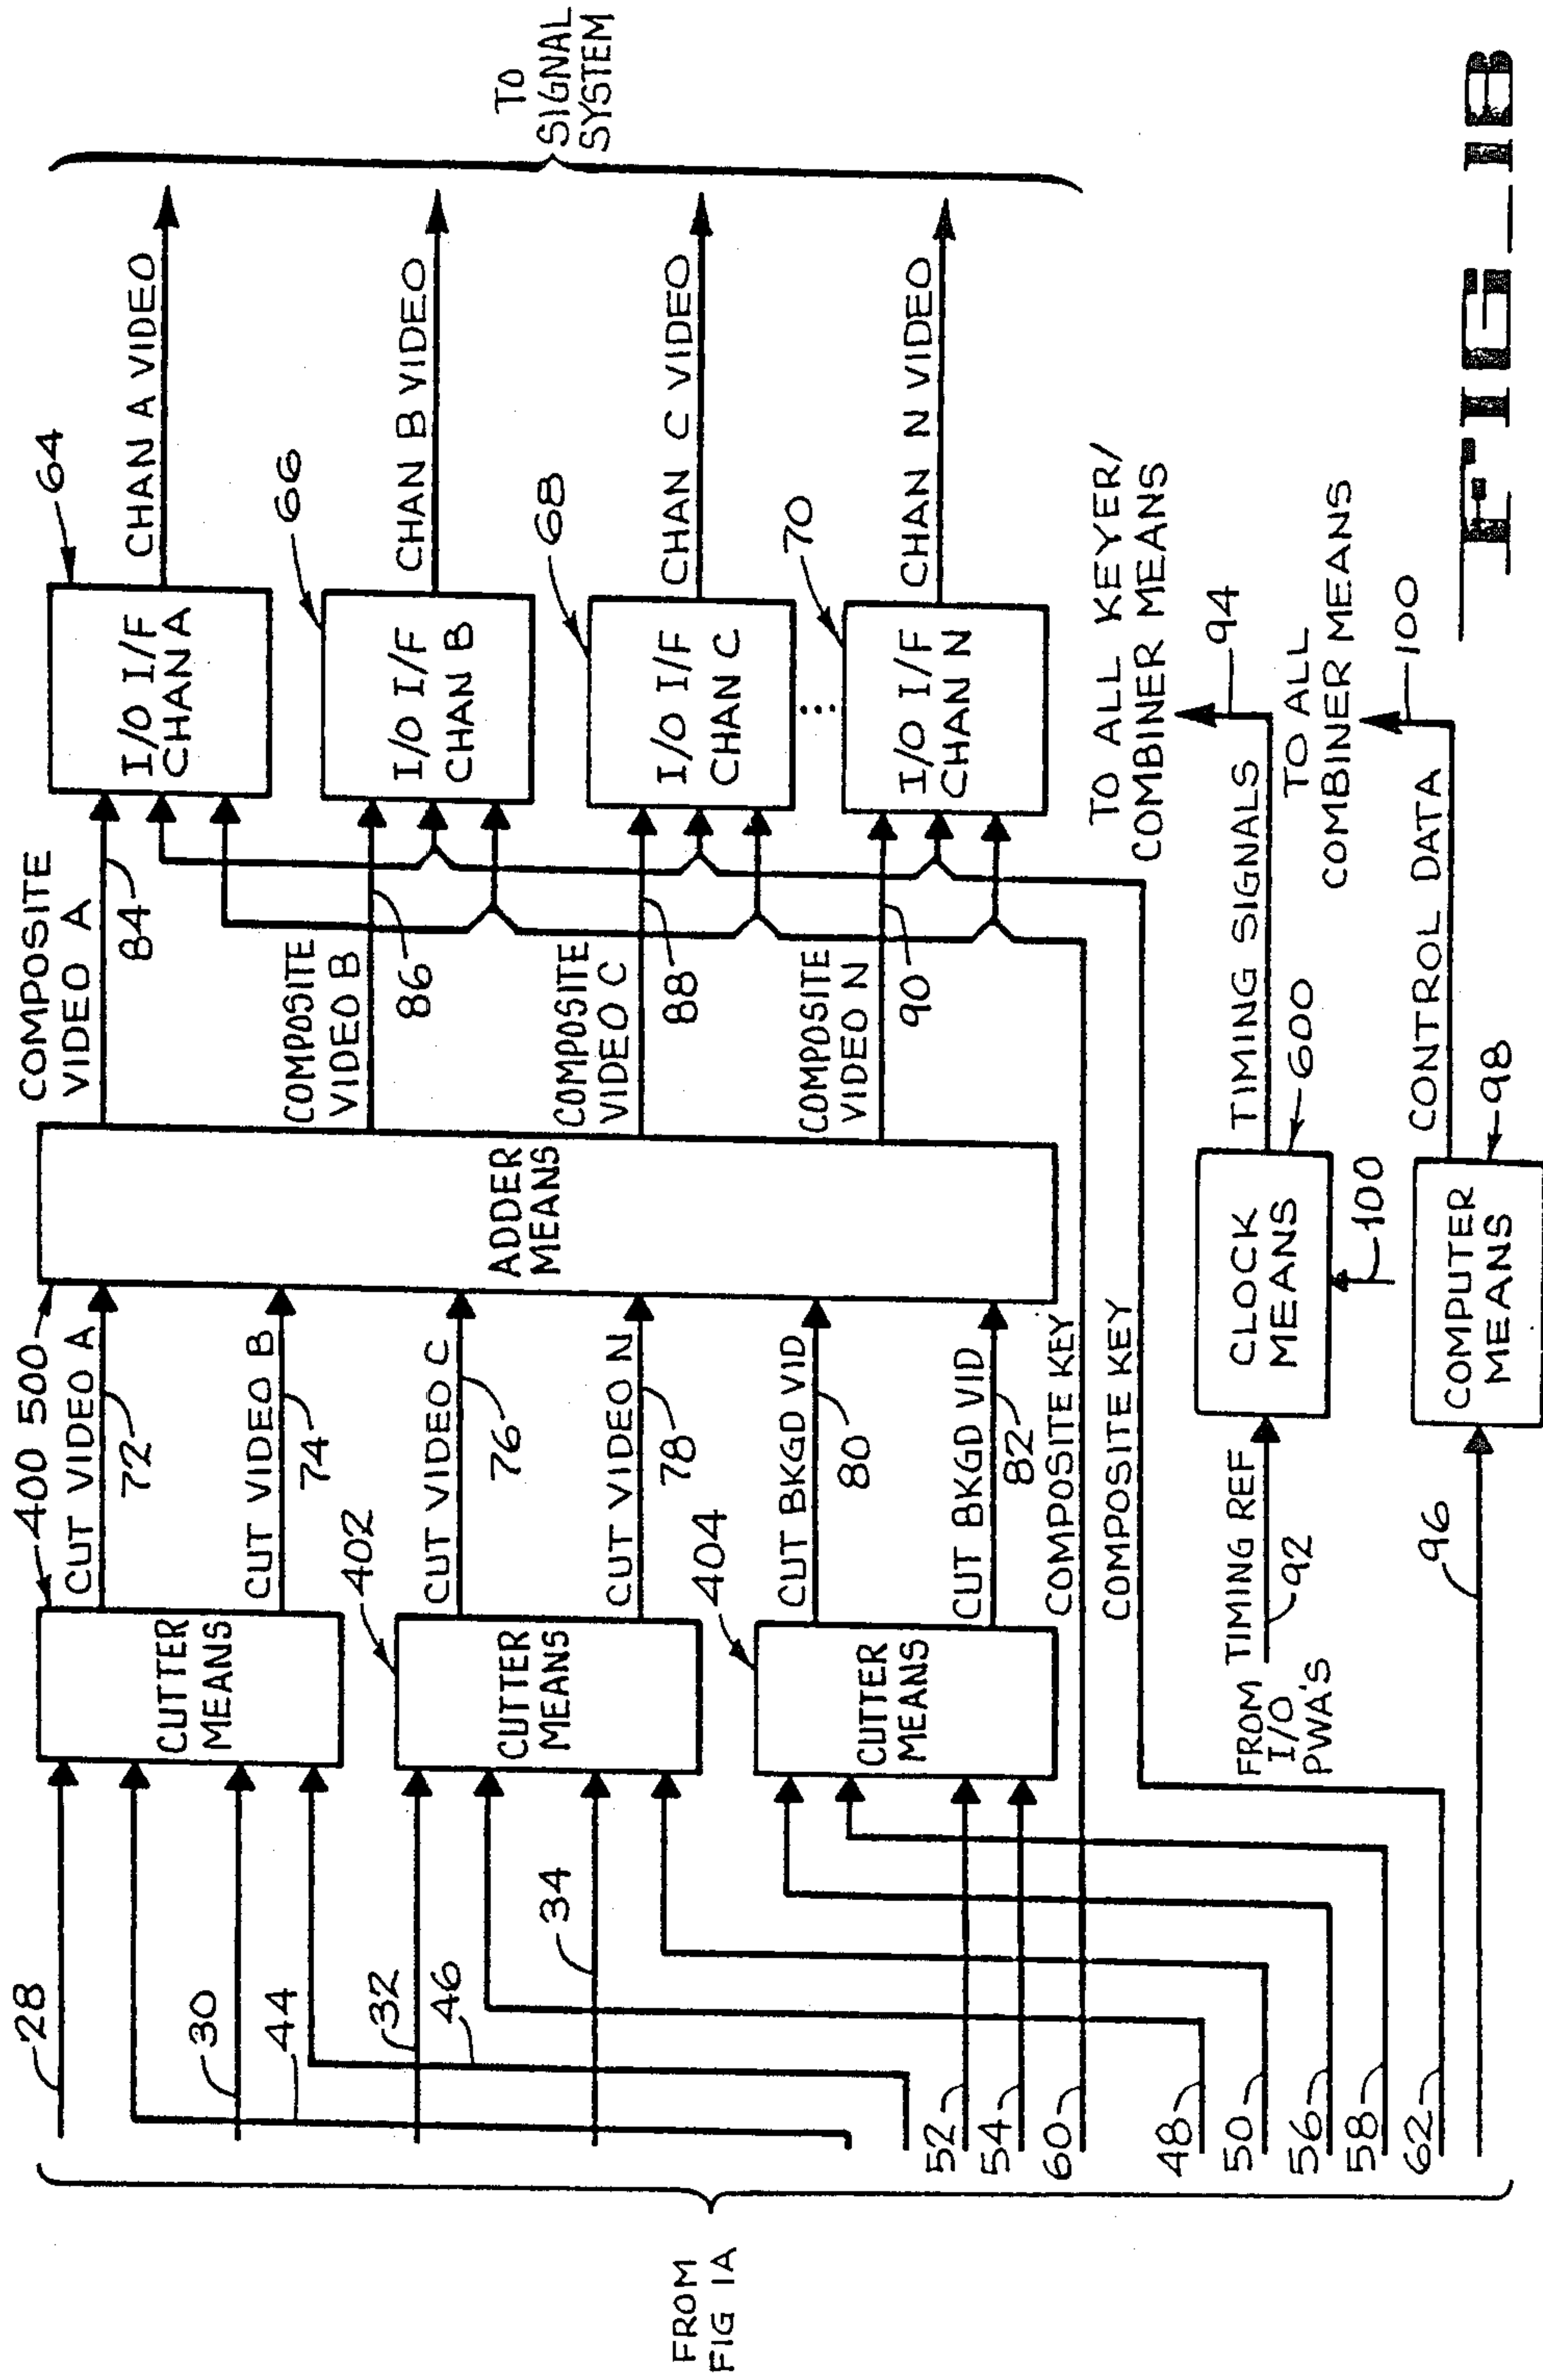 FROM
FIG 1A
28
30
44
32
46
34
52
54
60
48
50
56
58
62
CUTTER
MEANS
400
CUTTER
MEANS
402
CUTTER
MEANS
404
CUT VIDEO A
72
CUT VIDEO B
74
CUT VIDEO C
76
CUT VIDEO N
78
CUT BKGD VID
80
CUT BKGD VID
82
COMPOSITE KEY
COMPOSITE KEY
500
ADDER
MEANS
COMPOSITE
VIDEO A
84
COMPOSITE
VIDEO B
86
COMPOSITE
VIDEO C
88
COMPOSITE
VIDEO N
90
I/O I/F
CHAN A
64
I/O I/F
CHAN B
66
I/O I/F
CHAN C
68
...
I/O I/F
CHAN N
70
CHAN A VIDEO
CHAN B VIDEO
CHAN C VIDEO
CHAN N VIDEO
TO
SIGNAL
SYSTEM
FROM
I/O
PWA'S
TIMING REF
92
CLOCK
MEANS
600
100
TIMING SIGNALS
94
TO ALL KEYER/
COMBINER MEANS
96
COMPUTER
MEANS
98
CONTROL DATA
100
TO ALL
COMBINER MEANS
FIG_1B